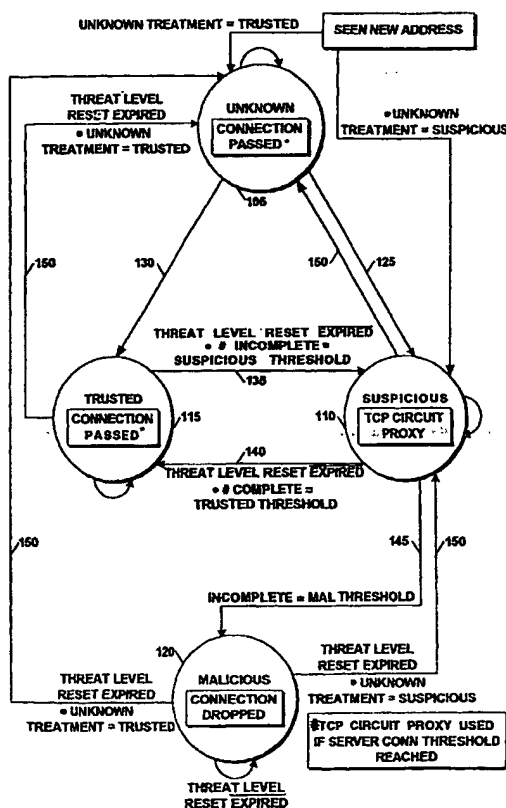 UNKNOWN TREATMENT = TRUSTED
SEEN NEW ADDRESS
THREAT LEVEL
RESET EXPIRED
* UNKNOWN
TREATMENT = TRUSTED
UNKNOWN
CONNECTION
PASSED*
105
* UNKNOWN
TREATMENT = SUSPICIOUS
150
130
150
125
THREAT LEVEL RESET EXPIRED
* # INCOMPLETE =
SUSPICIOUS THRESHOLD
135
TRUSTED
CONNECTION
PASSED*
115
SUSPICIOUS
TCP CIRCUIT
PROXY
110
140
THREAT LEVEL RESET EXPIRED
* # COMPLETE =
TRUSTED THRESHOLD
150
145
150
INCOMPLETE = MAL THRESHOLD
120
THREAT LEVEL
RESET EXPIRED
* UNKNOWN
TREATMENT = TRUSTED
MALICIOUS
CONNECTION
DROPPED
THREAT LEVEL
RESET EXPIRED
* UNKNOWN
TREATMENT = SUSPICIOUS
*TCP CIRCUIT PROXY USED
IF SERVER CONN THRESHOLD
REACHED
THREAT LEVEL
RESET EXPIRED